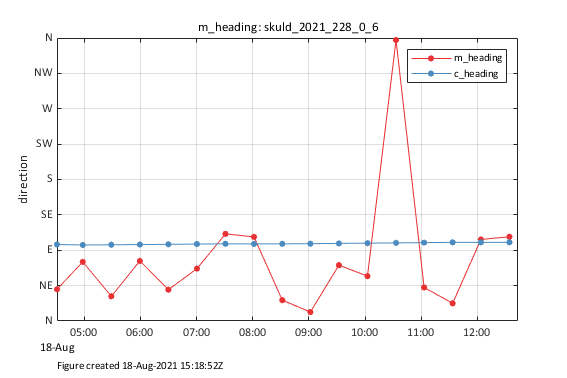 m_heading: skuld_2021_228_0_6
N
NW
W
SW
S
SE
E
NE
N
direction
m_heading
c_heading
05:00 06:00 07:00 08:00 09:00 10:00 11:00 12:00
18-Aug
Figure created 18-Aug-2021 15:18:52Z